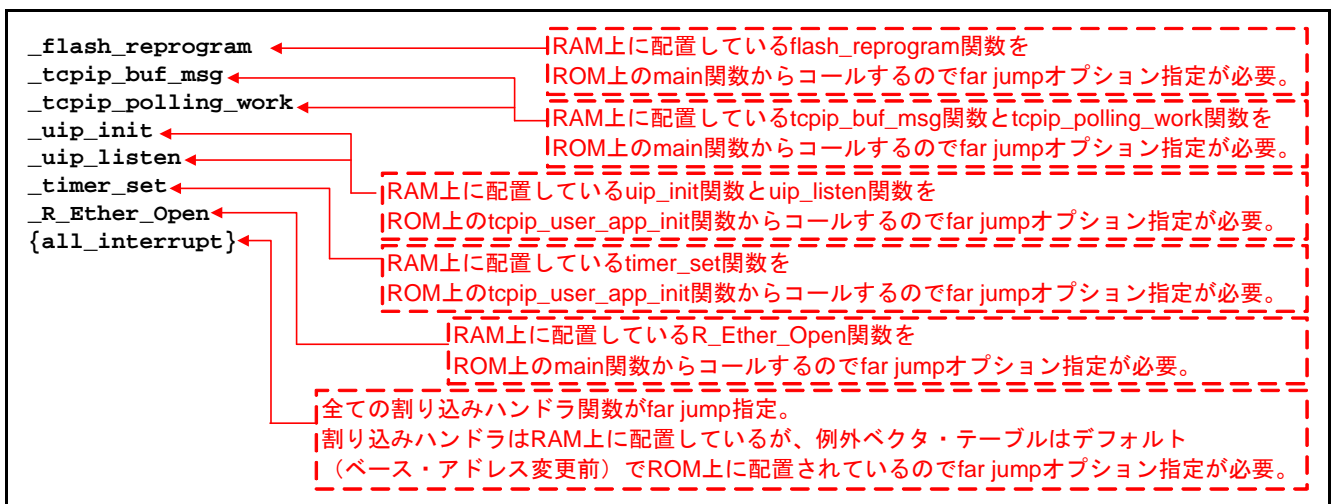 _flash_reprogram
_tcpip_buf_msg
_tcpip_polling_work
_uip_init
_uip_listen
_timer_set
_R_Ether_Open
{all_interrupt}
RAM上に配置しているflash_reprogram関数を
ROM上のmain関数からコールするのでfar jumpオプション指定が必要。
RAM上に配置しているtcpip_buf_msg関数とtcpip_polling_work関数を
ROM上のmain関数からコールするのでfar jumpオプション指定が必要。
RAM上に配置しているuip_init関数とuip_listen関数を
ROM上のtcpip_user_app_init関数からコールするのでfar jumpオプション指定が必要。
RAM上に配置しているtimer_set関数を
ROM上のtcpip_user_app_init関数からコールするのでfar jumpオプション指定が必要。
RAM上に配置しているR_Ether_Open関数を
ROM上のmain関数からコールするのでfar jumpオプション指定が必要。
全ての割り込みハンドラ関数がfar jump指定。
割り込みハンドラはRAM上に配置しているが、例外ベクタ・テーブルはデフォルト
（ベース・アドレス変更前）でROM上に配置されているのでfar jumpオプション指定が必要。